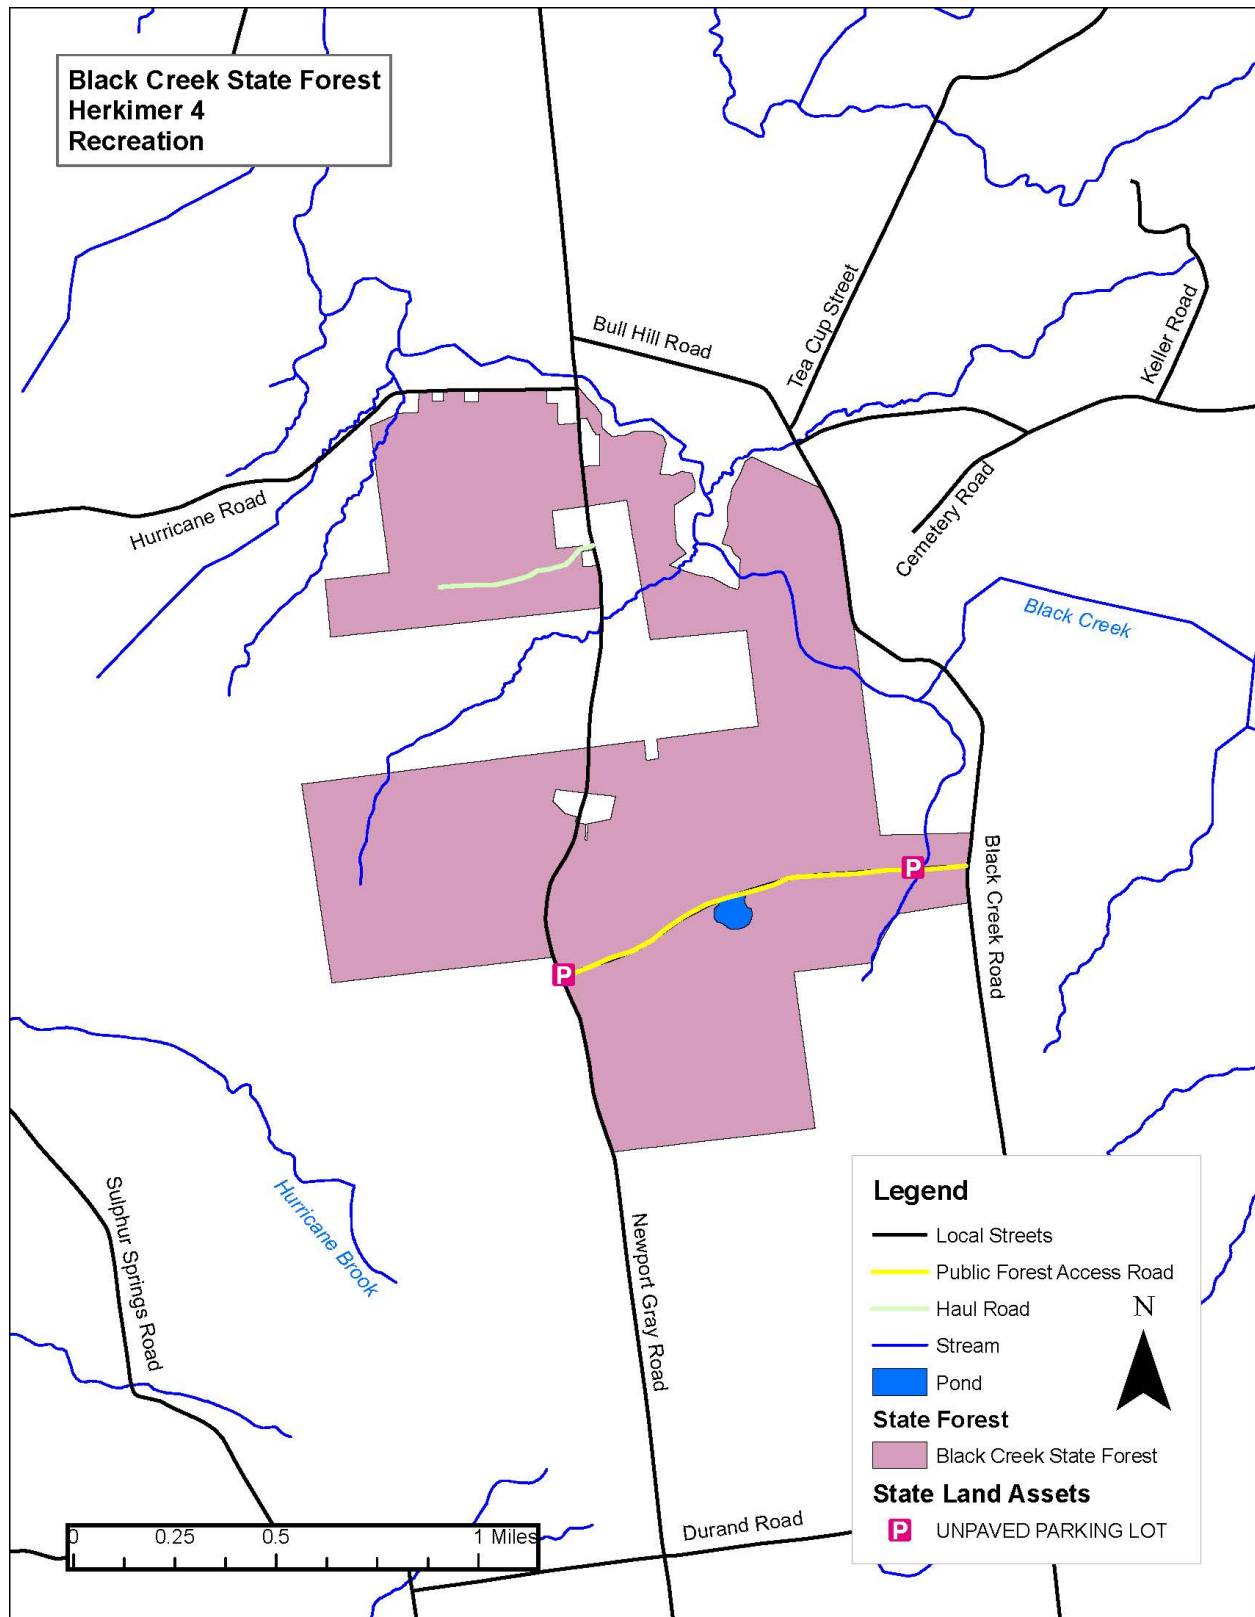 Black Creek State Forest
Herkimer 4
Recreation
Bull Hill Road
Tea Cup Street
Keller Road
Hurricane Road
Cemetery Road
Black Creek
Black Creek Road
Sulphur Springs Road
Hurricane Brook
Newport Gray Road
Durand Road
P
P
Legend
Local Streets
Public Forest Access Road
Haul Road
N
Stream
Pond
State Forest
Black Creek State Forest
State Land Assets
P UNPAVED PARKING LOT
0 0.25 0.5 1 Miles